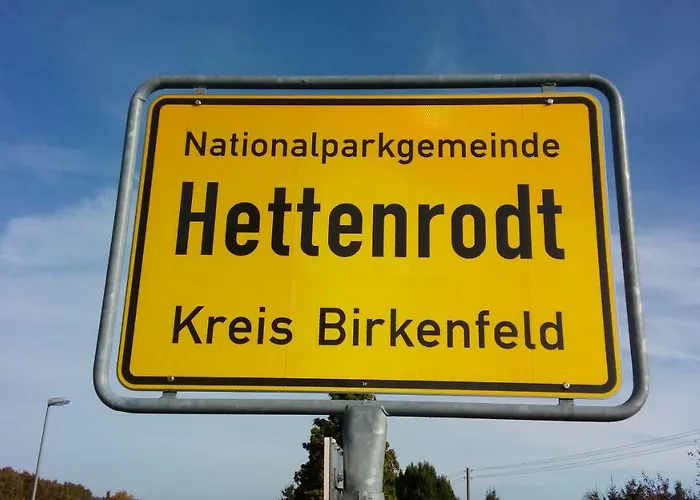 Nationalparkgemeinde
Hettenrodt
Kreis Birkenfeld